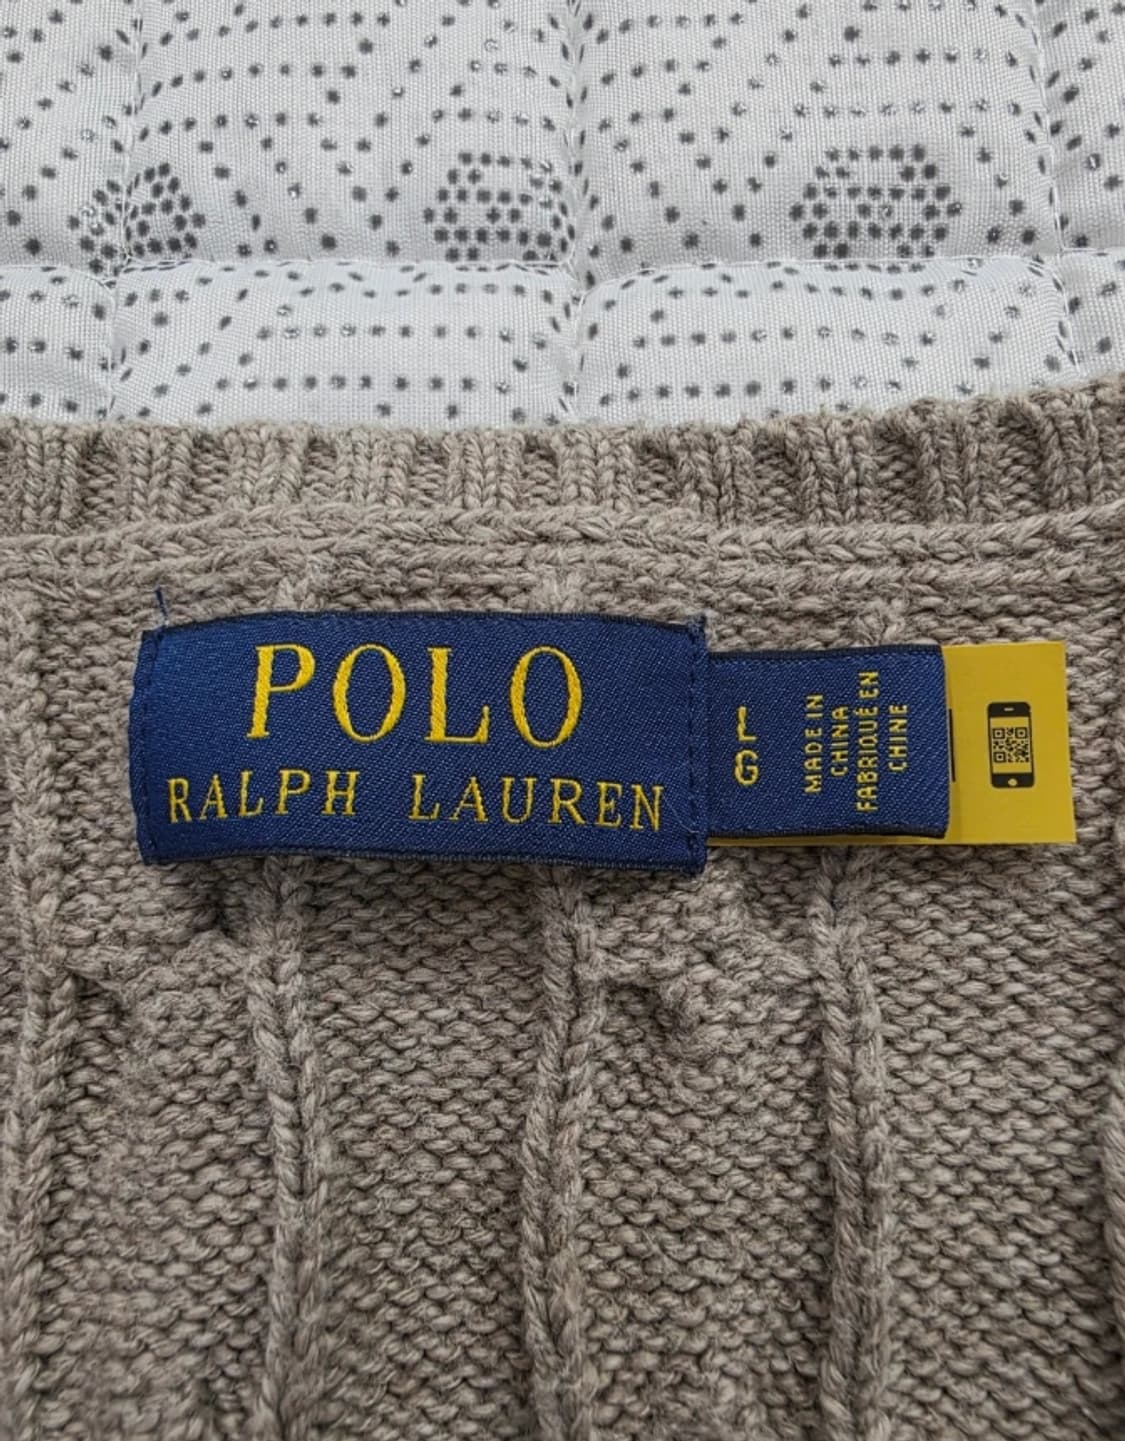 POLO
RALPH LAUREN
L
G
MADE IN
CHINA
FABRIQUÉ EN
CHINE